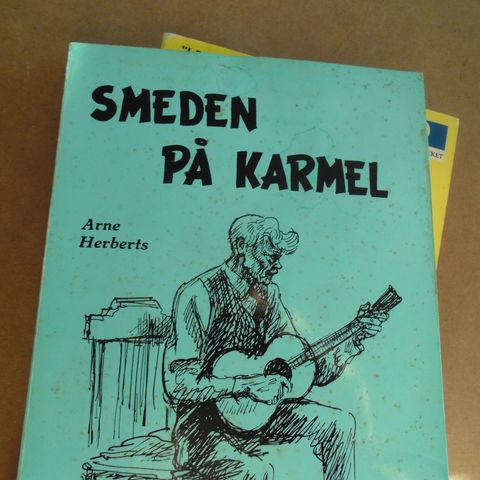 SMEDEN
PÅ KARMEL
Arne
Herberts